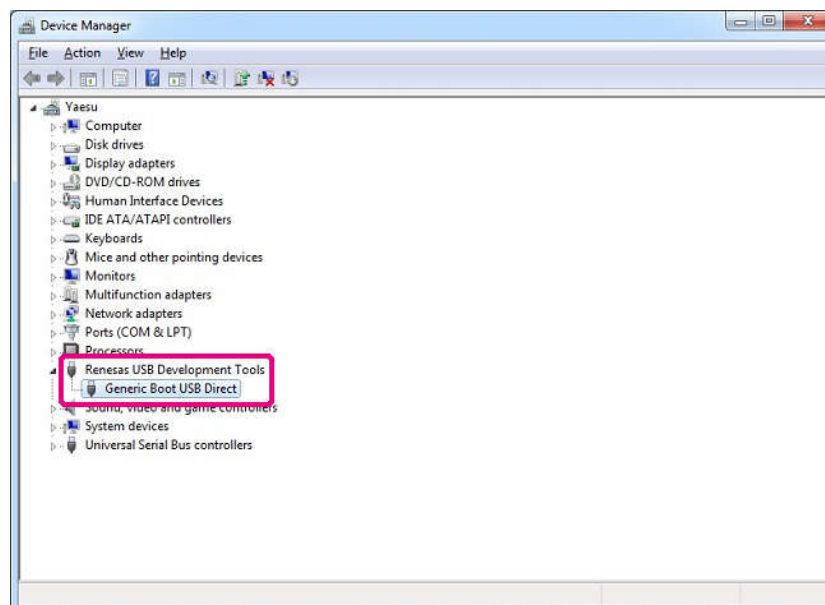 Device Manager
File Action View Help
Yaesu
Computer
Disk drives
Display adapters
DVD/CD-ROM drives
Human Interface Devices
IDE ATA/ATAPI controllers
Keyboards
Mice and other pointing devices
Monitors
Multifunction adapters
Network adapters
Ports (COM & LPT)
Processors
Renesas USB Development Tools
Generic Boot USB Direct
Sound, video and game controllers
System devices
Universal Serial Bus controllers